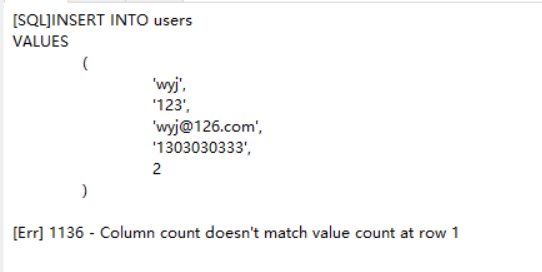 [SQL]INSERT INTO users
VALUES
(
'wyj',
'123',
'wyj@126.com',
'1303030333',
2
)
[Err] 1136 - Column count doesn't match value count at row 1